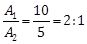 A₁/A₂ = 10/5 = 2:1